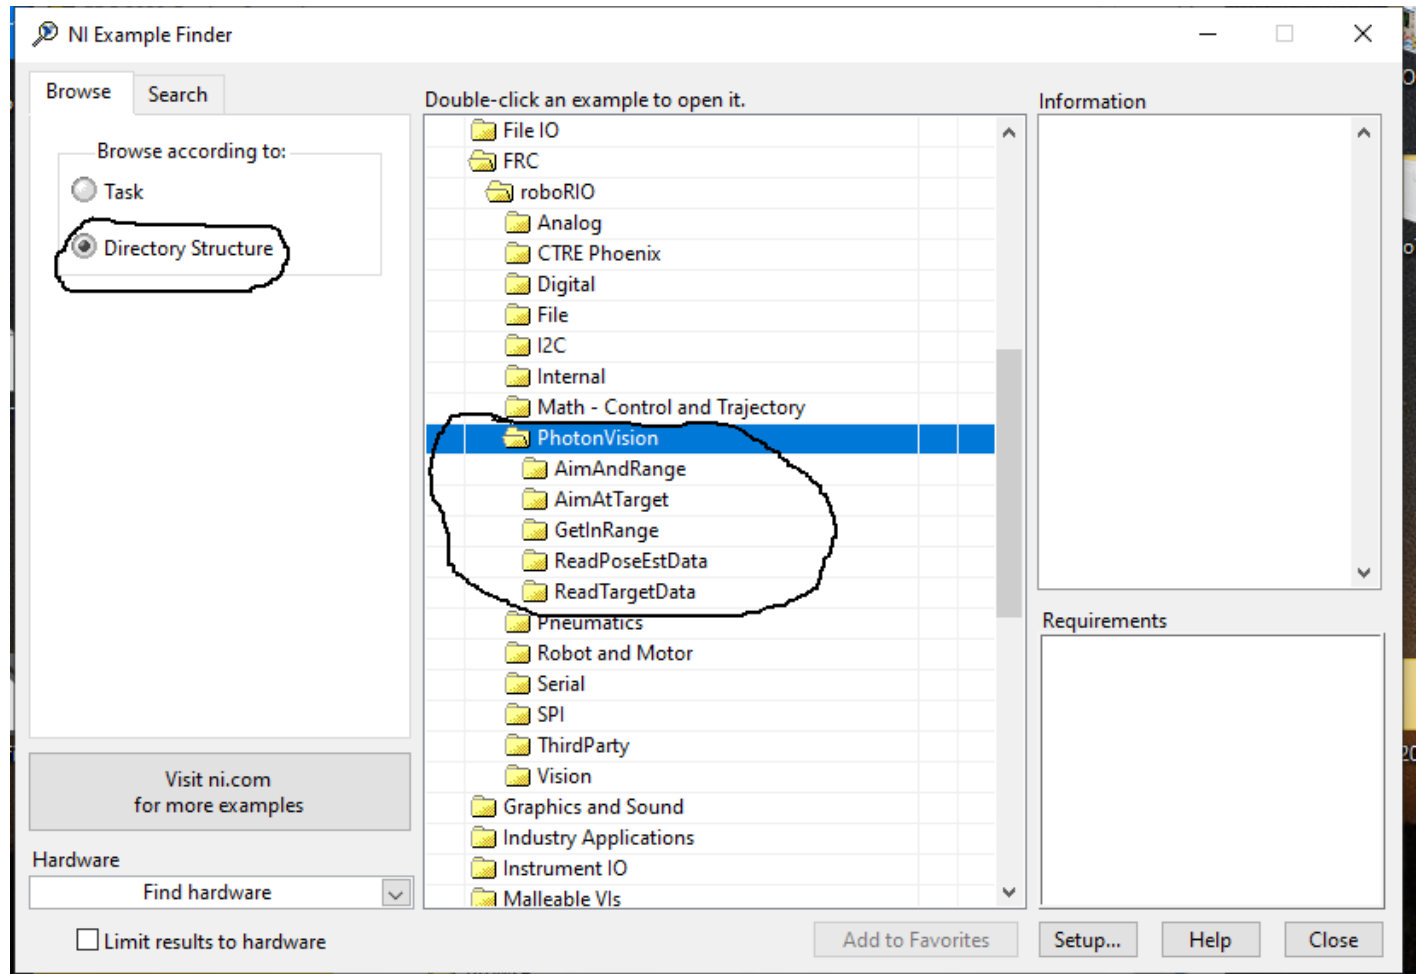 NI Example Finder
Browse
Search
Browse according to:
Task
Directory Structure
Visit ni.com
for more examples
Hardware
Find hardware
Limit results to hardware
Double-click an example to open it.
File IO
FRC
roboRIO
Analog
CTRE Phoenix
Digital
File
I2C
Internal
Math - Control and Trajectory
PhotonVision
AimAndRange
AimAtTarget
GetInRange
ReadPoseEstData
ReadTargetData
Pneumatics
Robot and Motor
Serial
SPI
ThirdParty
Vision
Graphics and Sound
Industry Applications
Instrument IO
Malleable VIs
Information
Requirements
Add to Favorites
Setup...
Help
Close